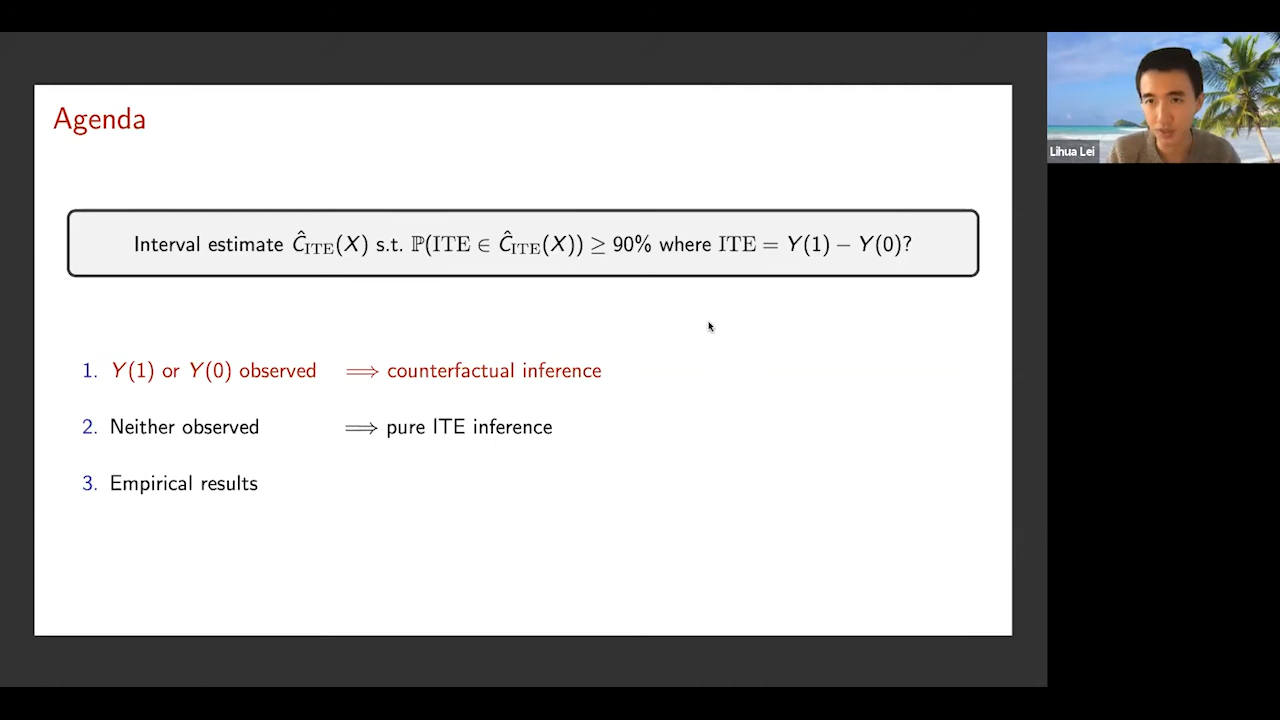 Agenda
Interval estimate Ĉ_ITE(X) s.t. ℙ(ITE ∈ Ĉ_ITE(X)) ≥ 90% where ITE = Y(1) − Y(0)?
1. Y(1) or Y(0) observed ⟹ counterfactual inference
2. Neither observed ⟹ pure ITE inference
3. Empirical results
Lihua Lei